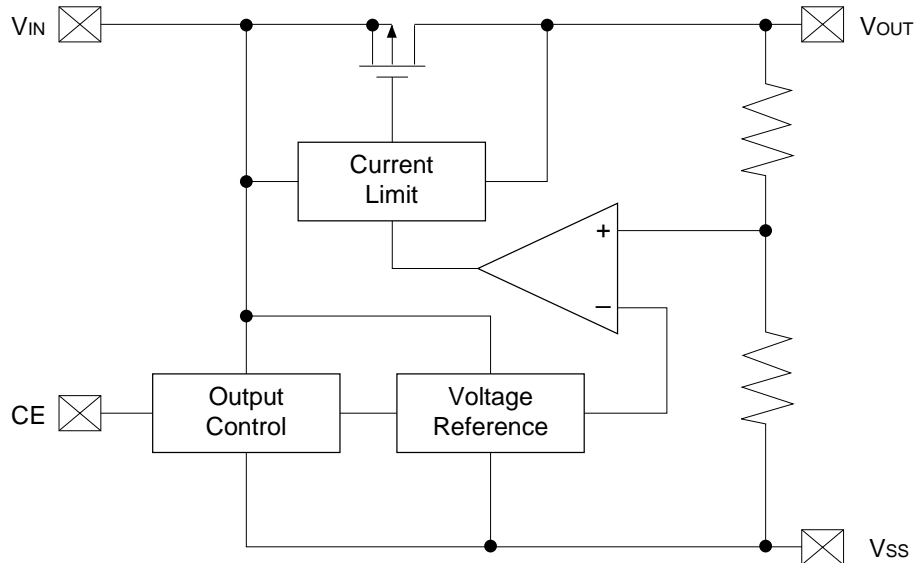 VIN
VOUT
Current
Limit
+
−
Output
Control
Voltage
Reference
CE
VSS